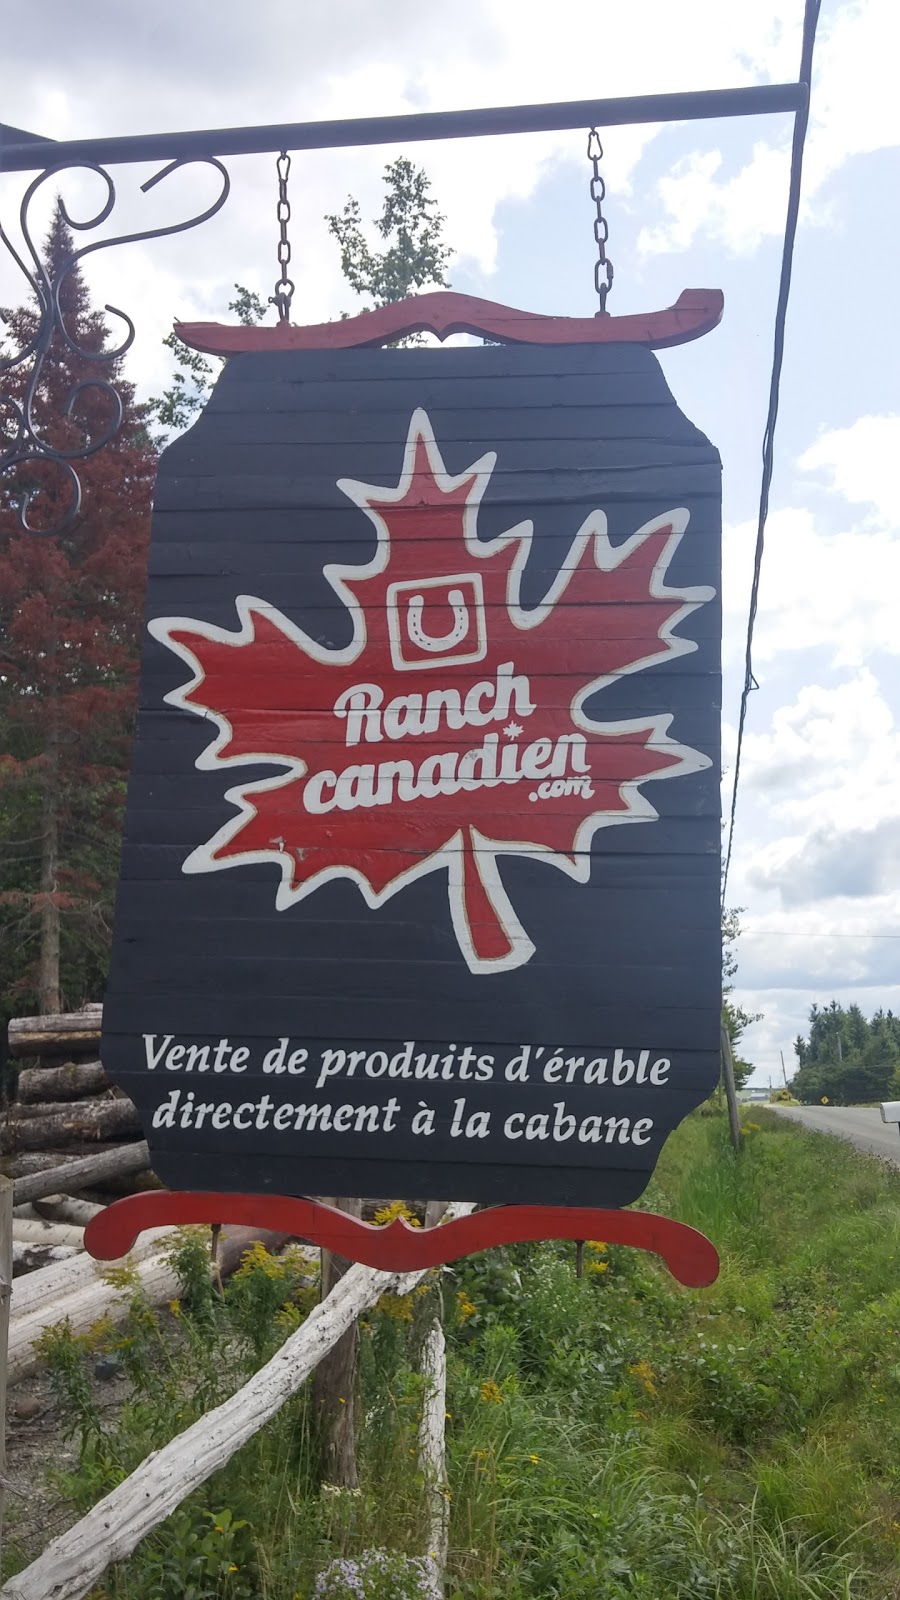 Ranch
canadien
.com
Vente de produits d'érable
directement à la cabane